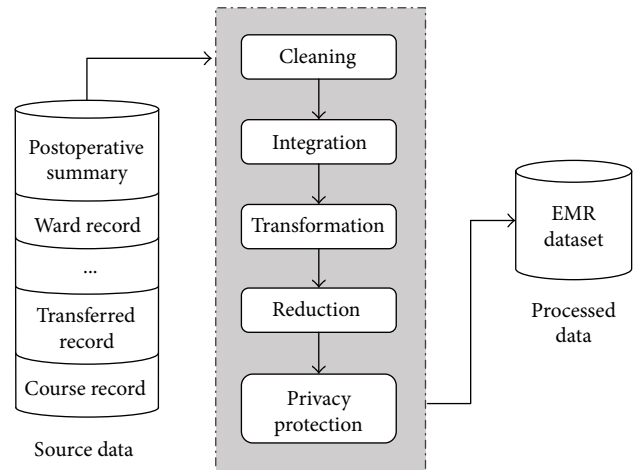 Postoperative
summary
Ward record
...
Transferred
record
Course record
Source data
Cleaning
Integration
Transformation
Reduction
Privacy
protection
EMR
dataset
Processed
data